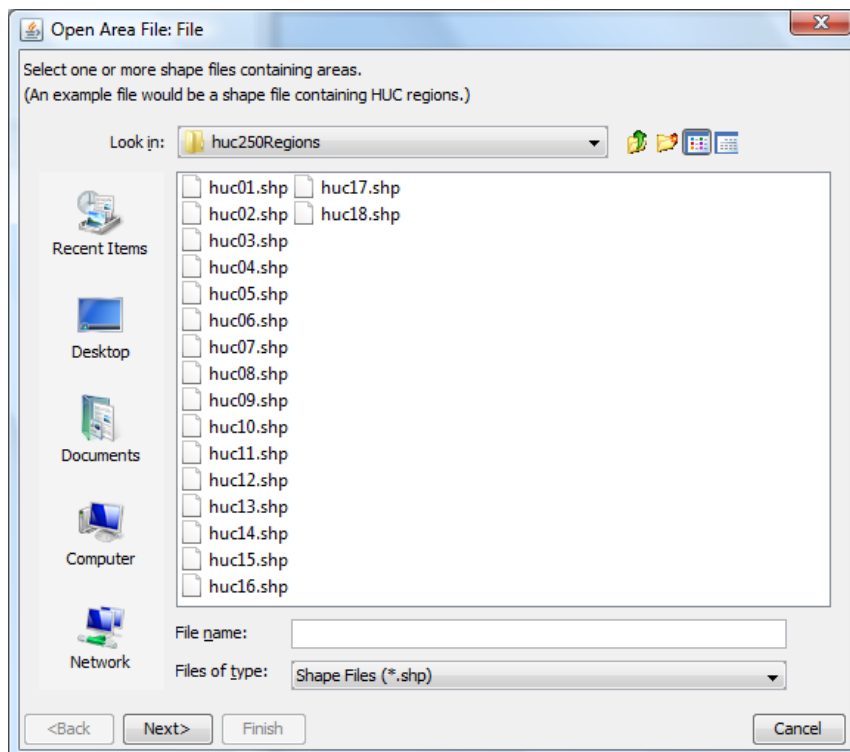 Open Area File: File
Select one or more shape files containing areas.
(An example file would be a shape file containing HUC regions.)
Look in: huc250Regions
Recent Items
Desktop
Documents
Computer
Network
huc01.shp huc17.shp
huc02.shp huc18.shp
huc03.shp
huc04.shp
huc05.shp
huc06.shp
huc07.shp
huc08.shp
huc09.shp
huc10.shp
huc11.shp
huc12.shp
huc13.shp
huc14.shp
huc15.shp
huc16.shp
File name:
Files of type: Shape Files (*.shp)
<Back Next> Finish Cancel